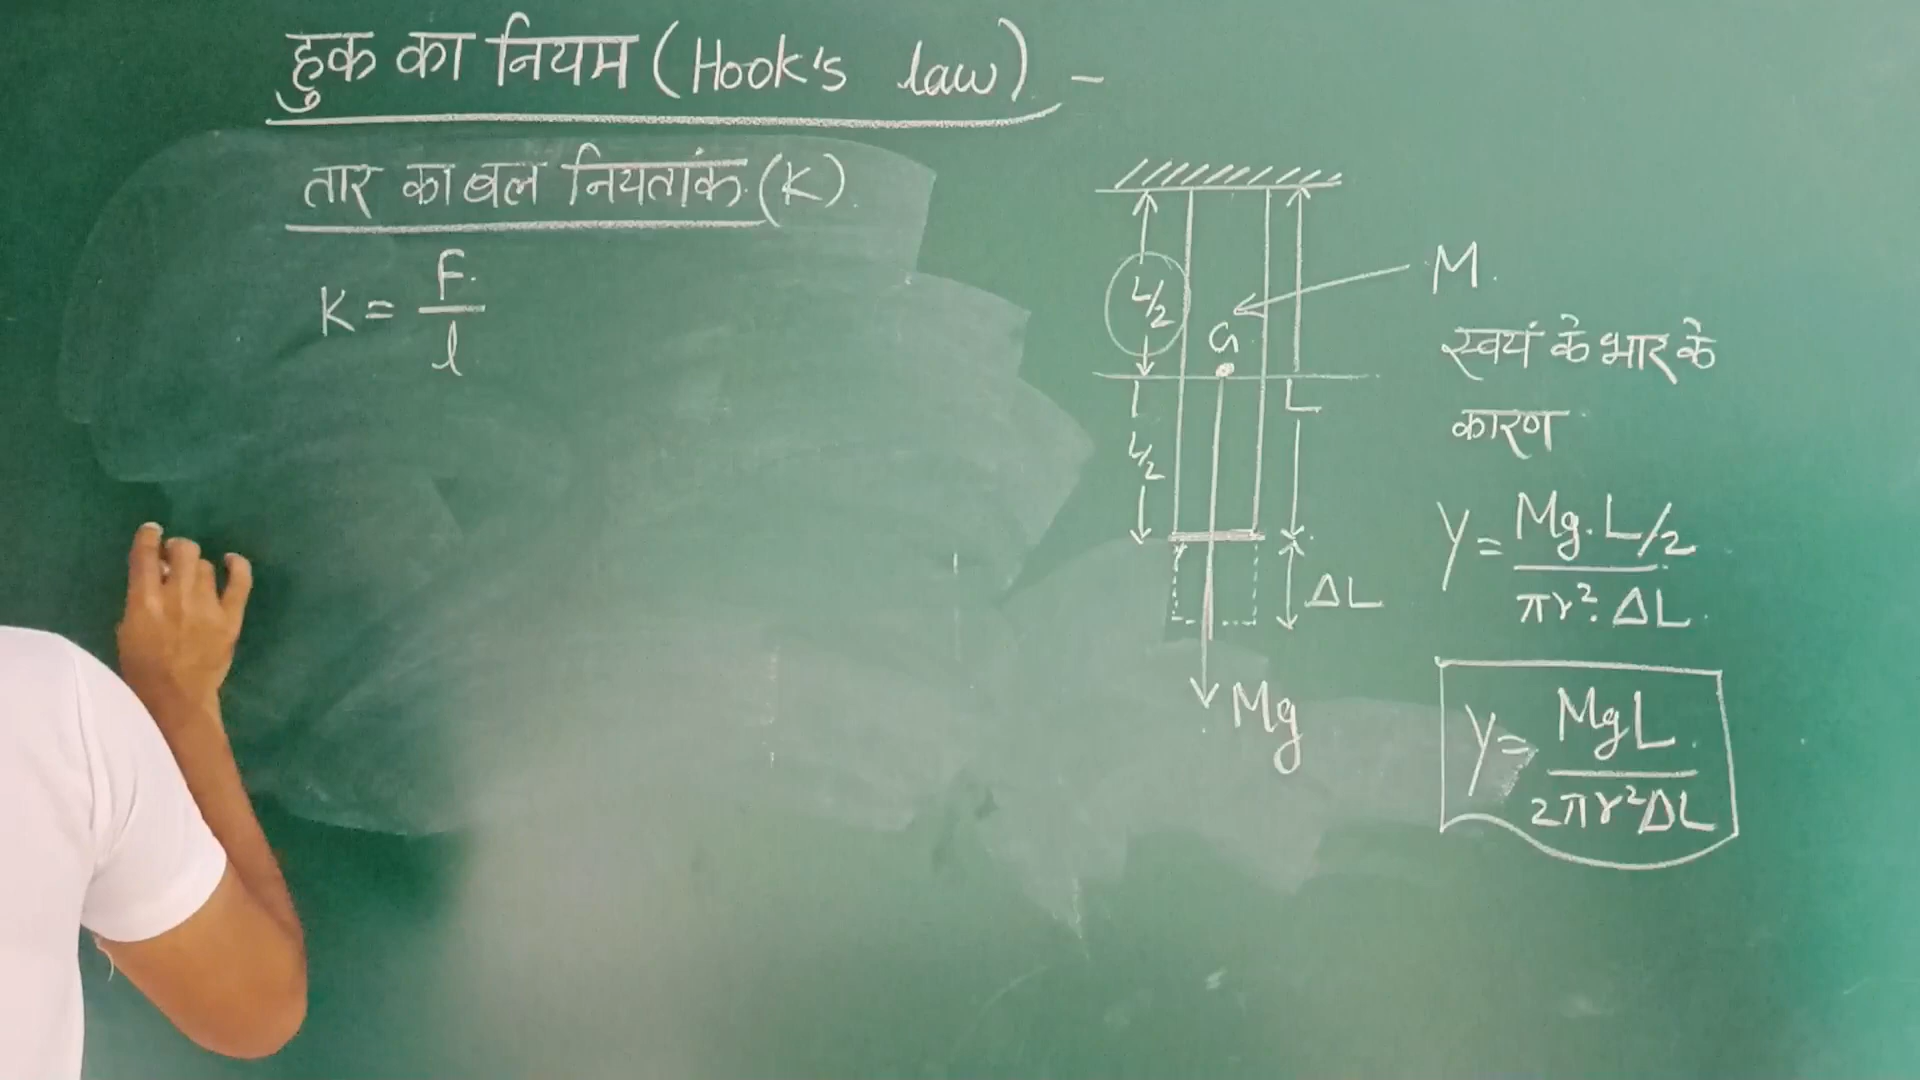 हुक का नियम (Hook's law) -
तार का बल नियतांक (K)
K = F / l
L/2
G
M
L
L/2
ΔL
Mg
स्वयं के भार के
कारण
Y = Mg. L/2 / πr². ΔL
Y = MgL / 2πr²ΔL